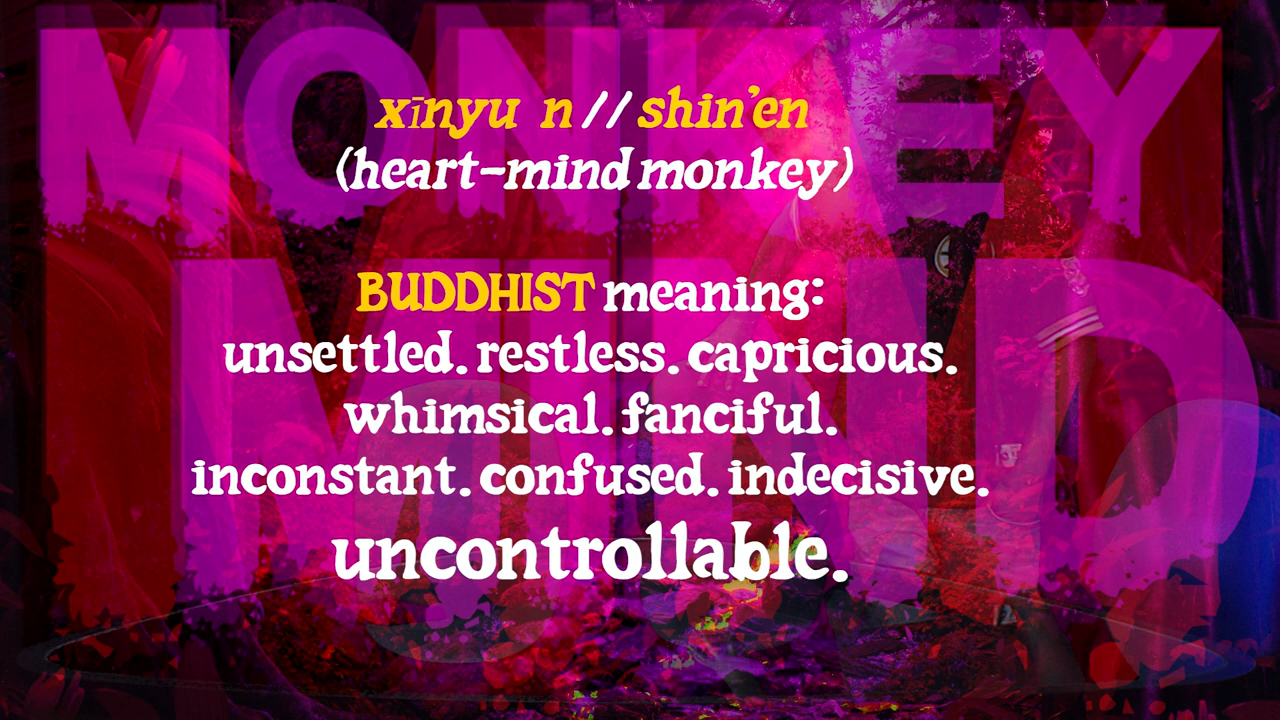 MONKEY
MIND
xīnyu n // shin'en
(heart-mind monkey)
BUDDHIST meaning:
unsettled. restless. capricious.
whimsical. fanciful.
inconstant. confused. indecisive.
uncontrollable.